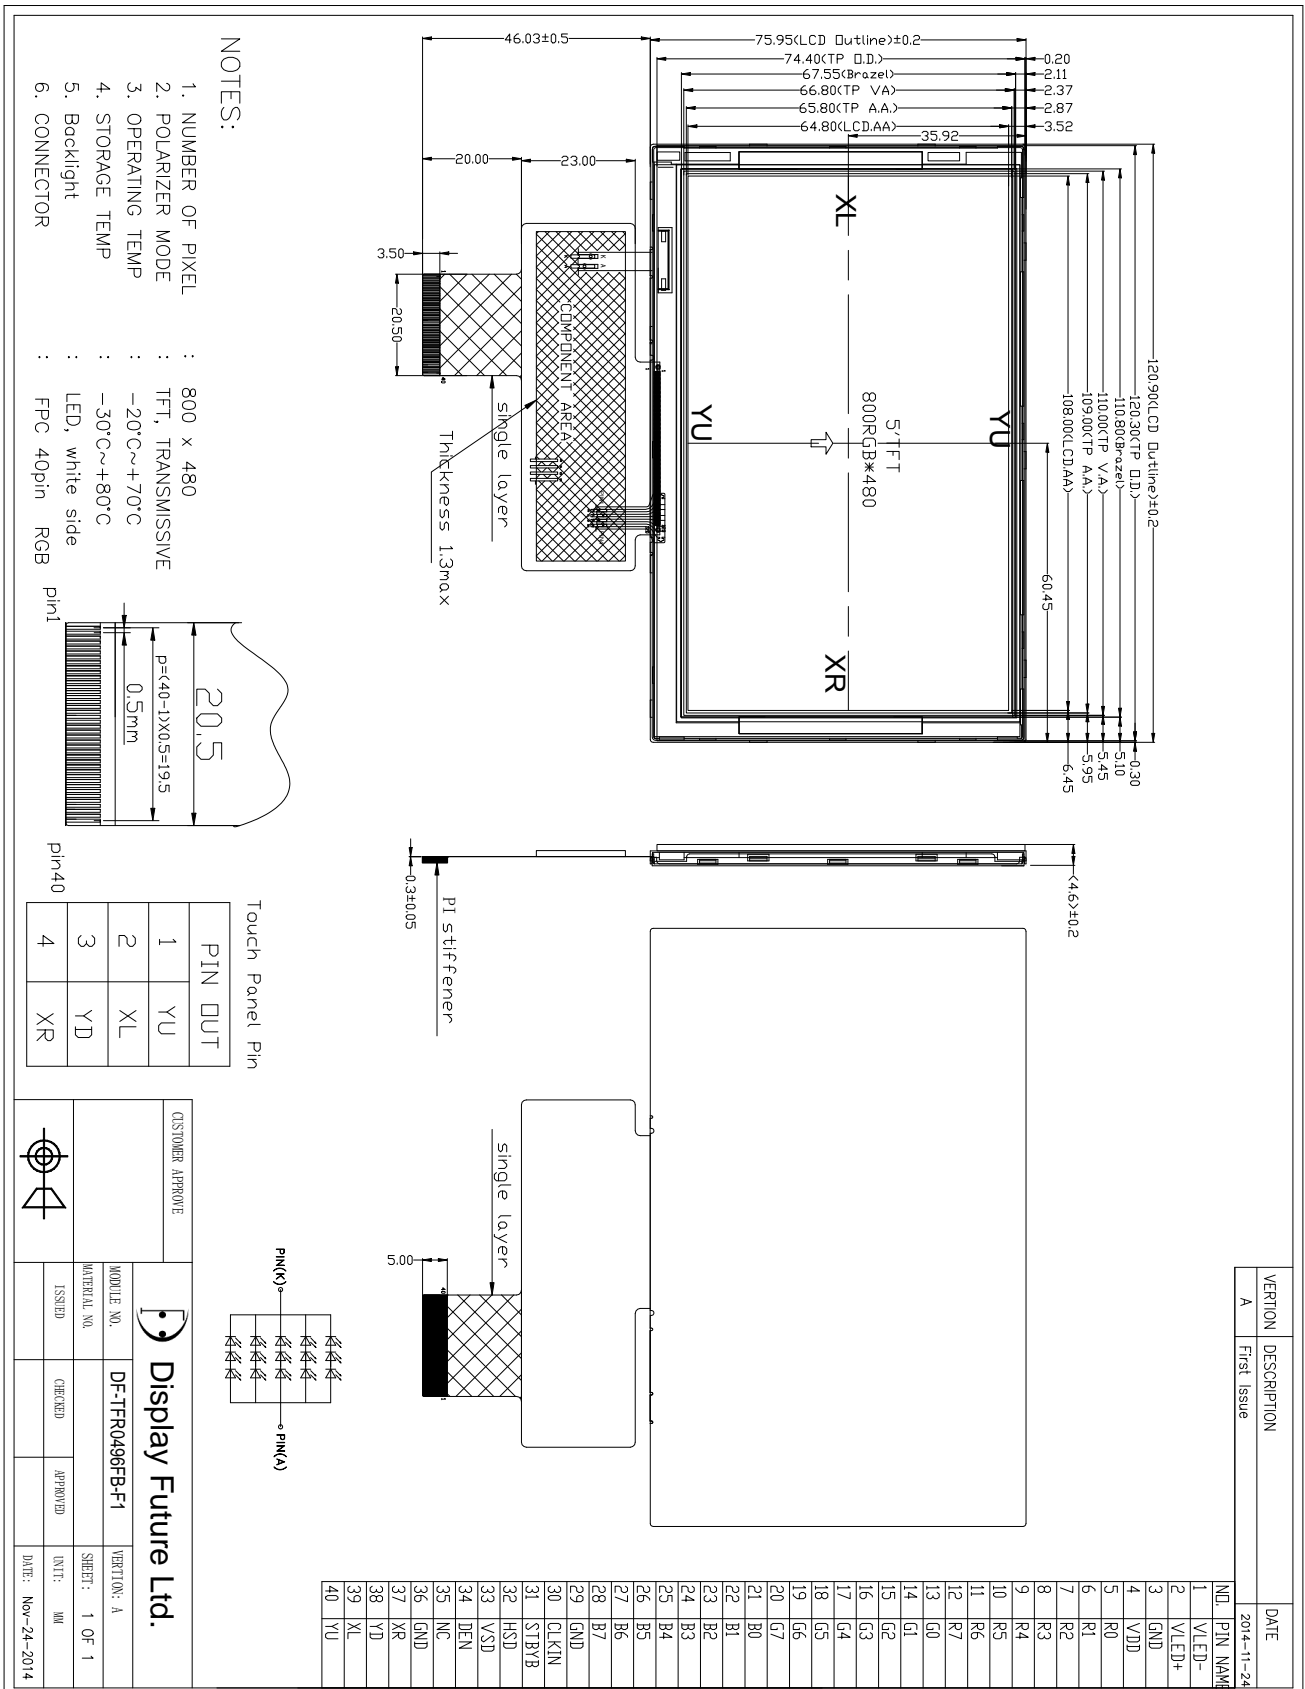 VERTION DESCRIPTION DATE
A First Issue 2014-11-24
120.90(LCD Outline)±0.2
120.30(TP O.D.)
0.30
110.80(Brazel)
5.10
110.00(TP V.A.)
5.45
109.00(TP A.A.)
5.95
108.00(LCD.AA)
6.45
60.45
75.95(LCD Outline)±0.2
74.40(TP O.D.)
0.20
67.55(Brazel)
2.11
66.80(TP VA)
2.37
65.80(TP A.A.)
2.87
64.80(LCD.AA)
3.52
35.92
46.03±0.5
20.00
23.00
3.50
20.50
YU
XL
5'TFT
800RGB*480
XR
YU
K
A
COMPONENT AREA
1
40
single layer
Thickness 1.3max
<4.6>±0.2
PI stiffener
0.3±0.05
single layer
5.00
40
1
NO. PIN NAME
1 VLED-
2 VLED+
3 GND
4 VDD
5 R0
6 R1
7 R2
8 R3
9 R4
10 R5
11 R6
12 R7
13 G0
14 G1
15 G2
16 G3
17 G4
18 G5
19 G6
20 G7
21 B0
22 B1
23 B2
24 B3
25 B4
26 B5
27 B6
28 B7
29 GND
30 CLKIN
31 STBYB
32 HSD
33 VSD
34 DEN
35 NC
36 GND
37 XR
38 YD
39 XL
40 YU
NOTES:
1. NUMBER OF PIXEL : 800 x 480
2. POLARIZER MODE : TFT, TRANSMISSIVE
3. OPERATING TEMP : -20°C~+70°C
4. STORAGE TEMP : -30°C~+80°C
5. Backlight : LED, white side
6. CONNECTOR : FPC 40pin RGB
20.5
p=(40-1)X0.5=19.5
0.5mm
pin1
pin40
Touch Panel Pin
PIN OUT
1 YU
2 XL
3 YD
4 XR
PIN(K)
PIN(A)
CUSTOMER APPROVE
Display Future Ltd.
MODULE NO. DF-TFR0496FB-F1 VERTION: A
MATERIAL NO. SHEET: 1 OF 1
ISSUED CHECKED APPROVED UNIT: MM
DATE: Nov-24-2014